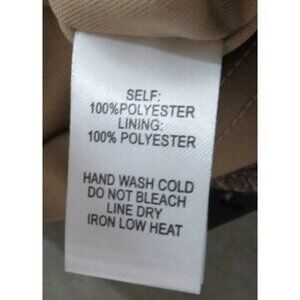 SELF:
100%POLYESTER
LINING:
100% POLYESTER
HAND WASH COLD
DO NOT BLEACH
LINE DRY
IRON LOW HEAT